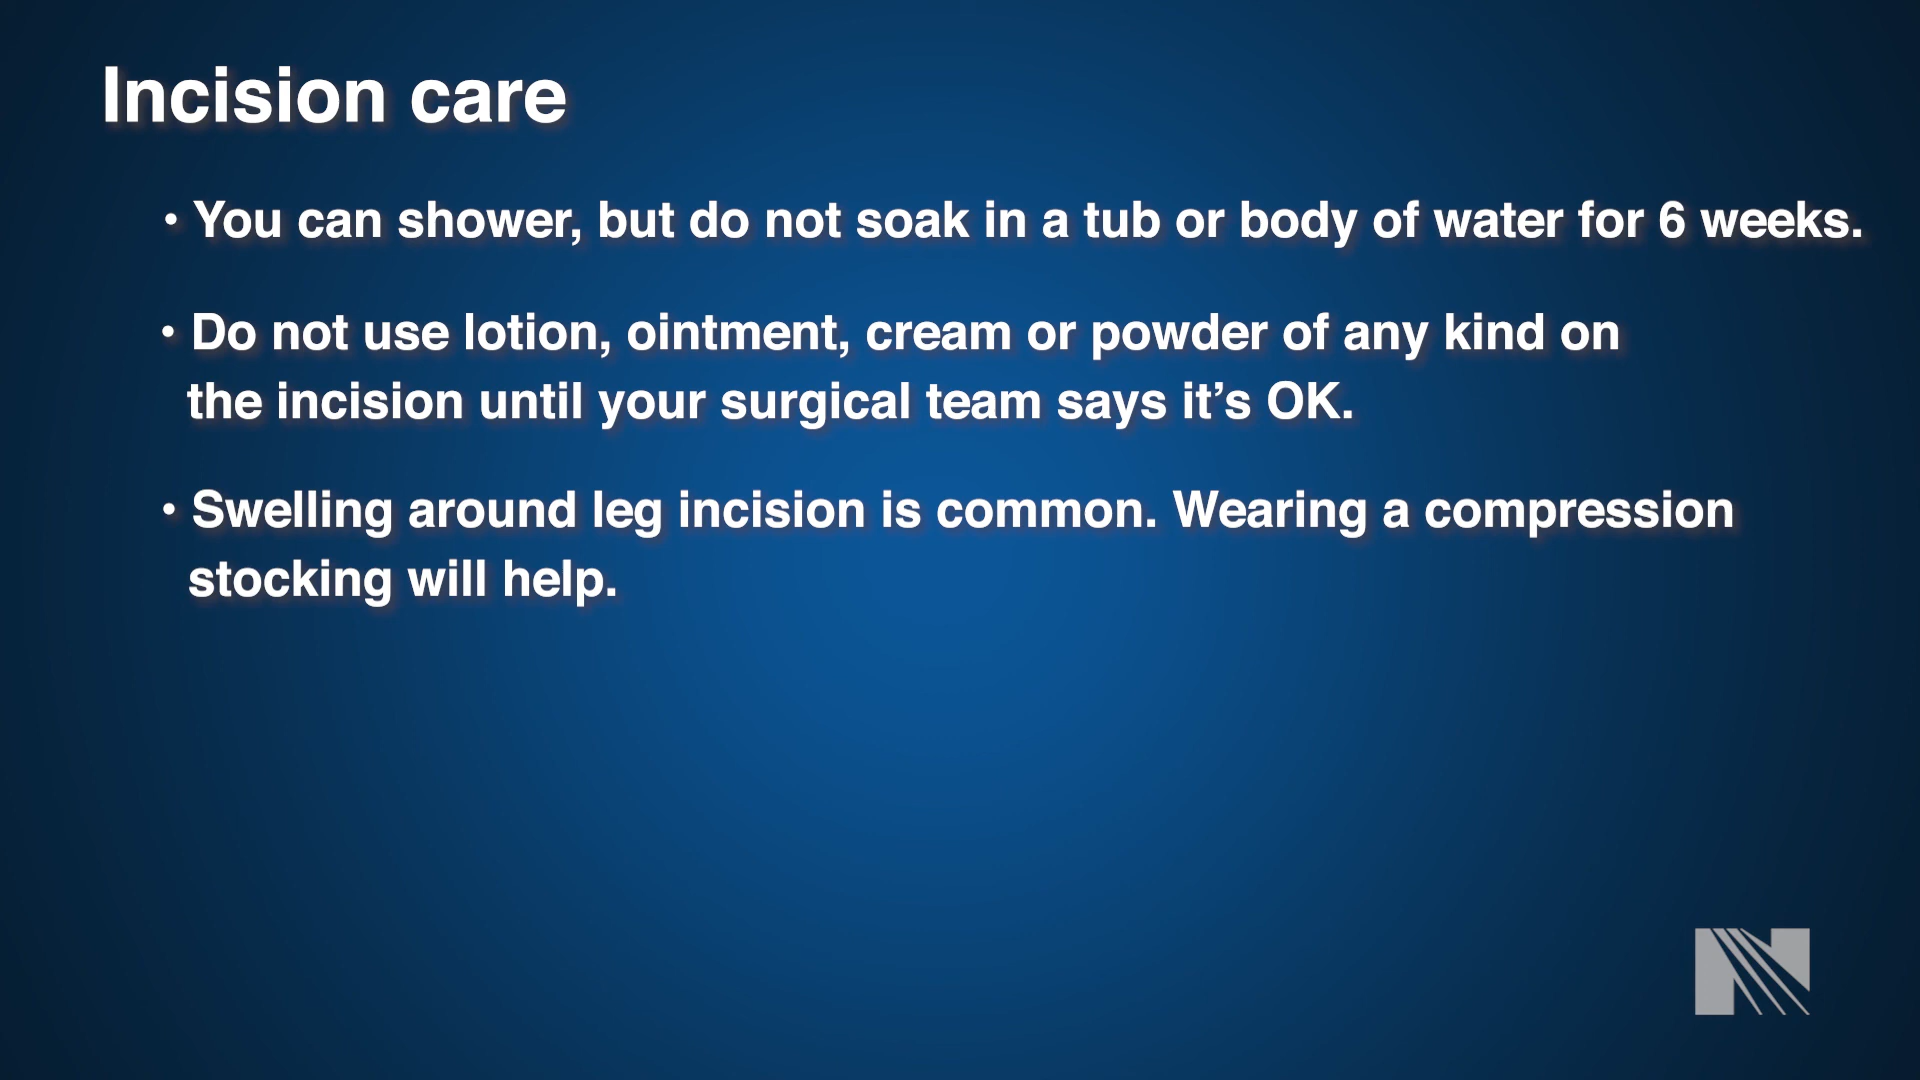 Incision care
• You can shower, but do not soak in a tub or body of water for 6 weeks.
• Do not use lotion, ointment, cream or powder of any kind on
the incision until your surgical team says it’s OK.
• Swelling around leg incision is common. Wearing a compression
stocking will help.
N